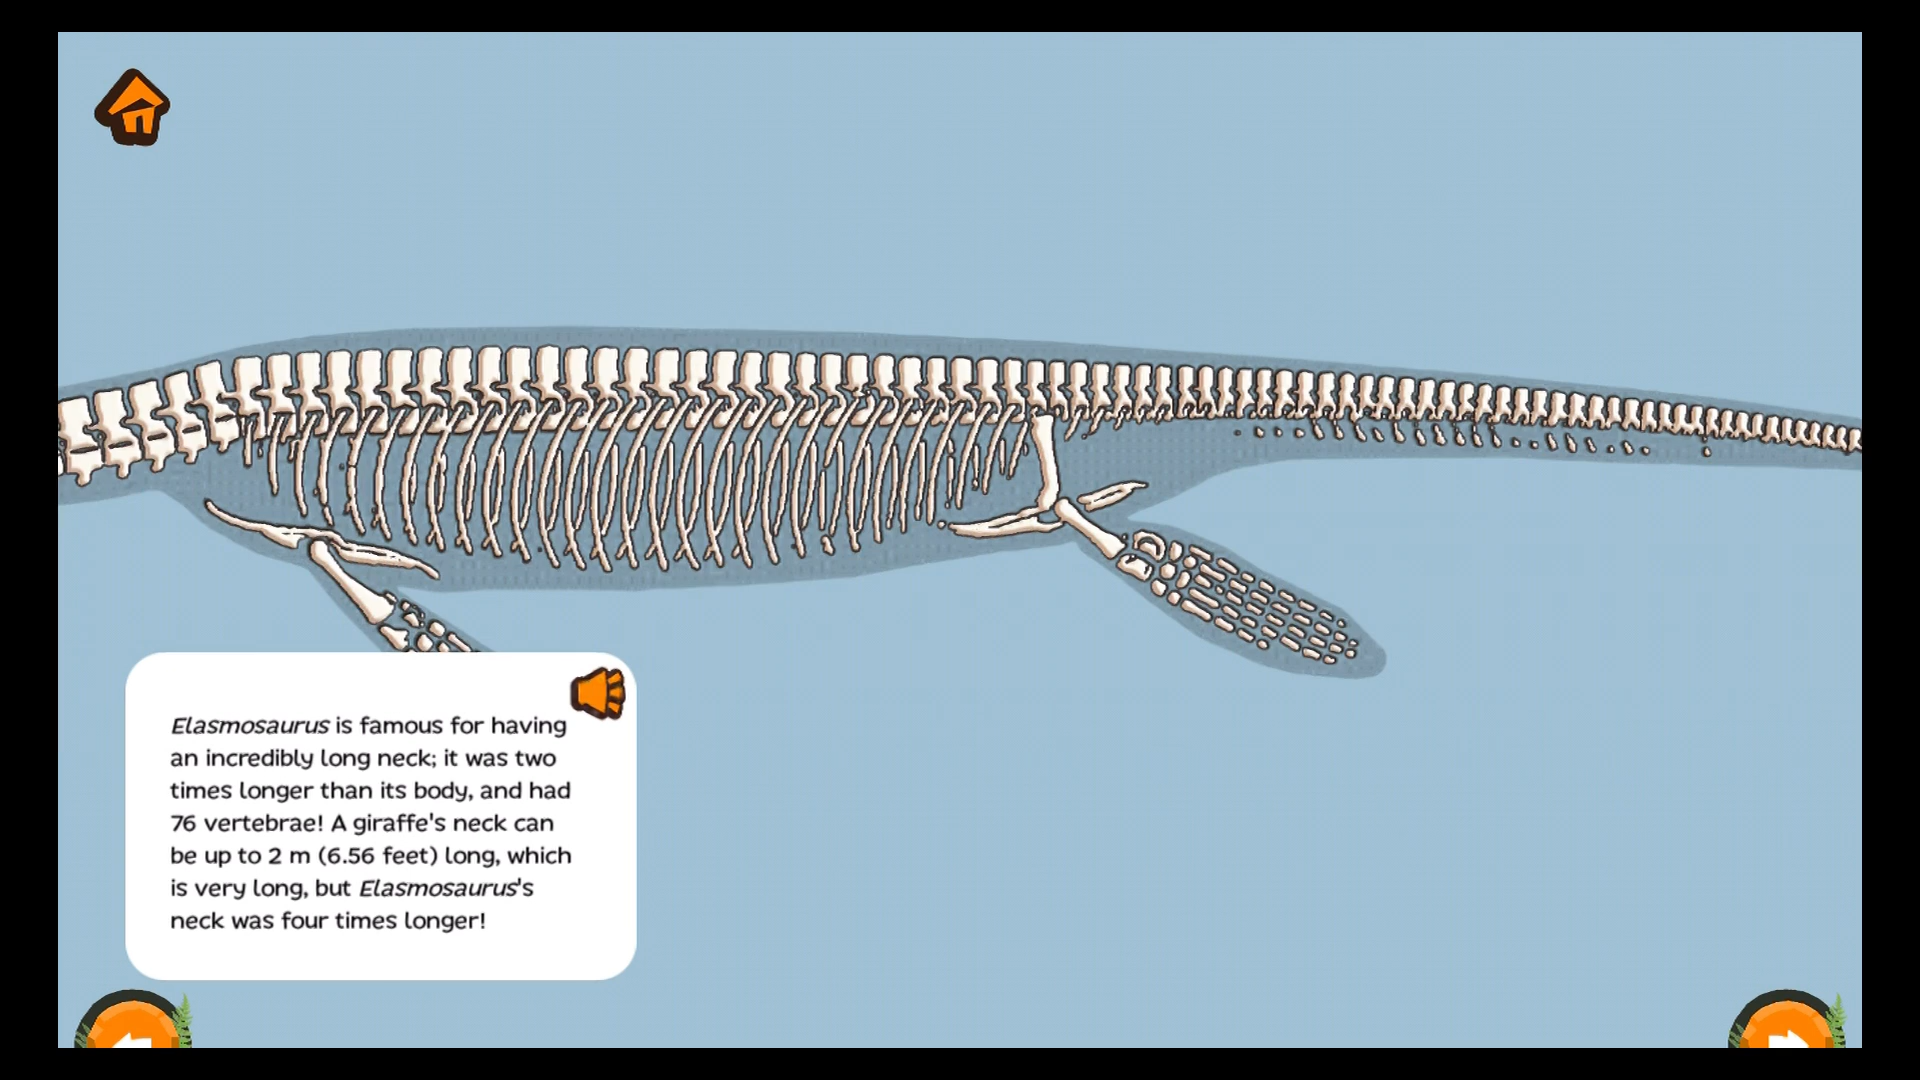 Elasmosaurus is famous for having
an incredibly long neck; it was two
times longer than its body, and had
76 vertebrae! A giraffe's neck can
be up to 2 m (6.56 feet) long, which
is very long, but Elasmosaurus's
neck was four times longer!